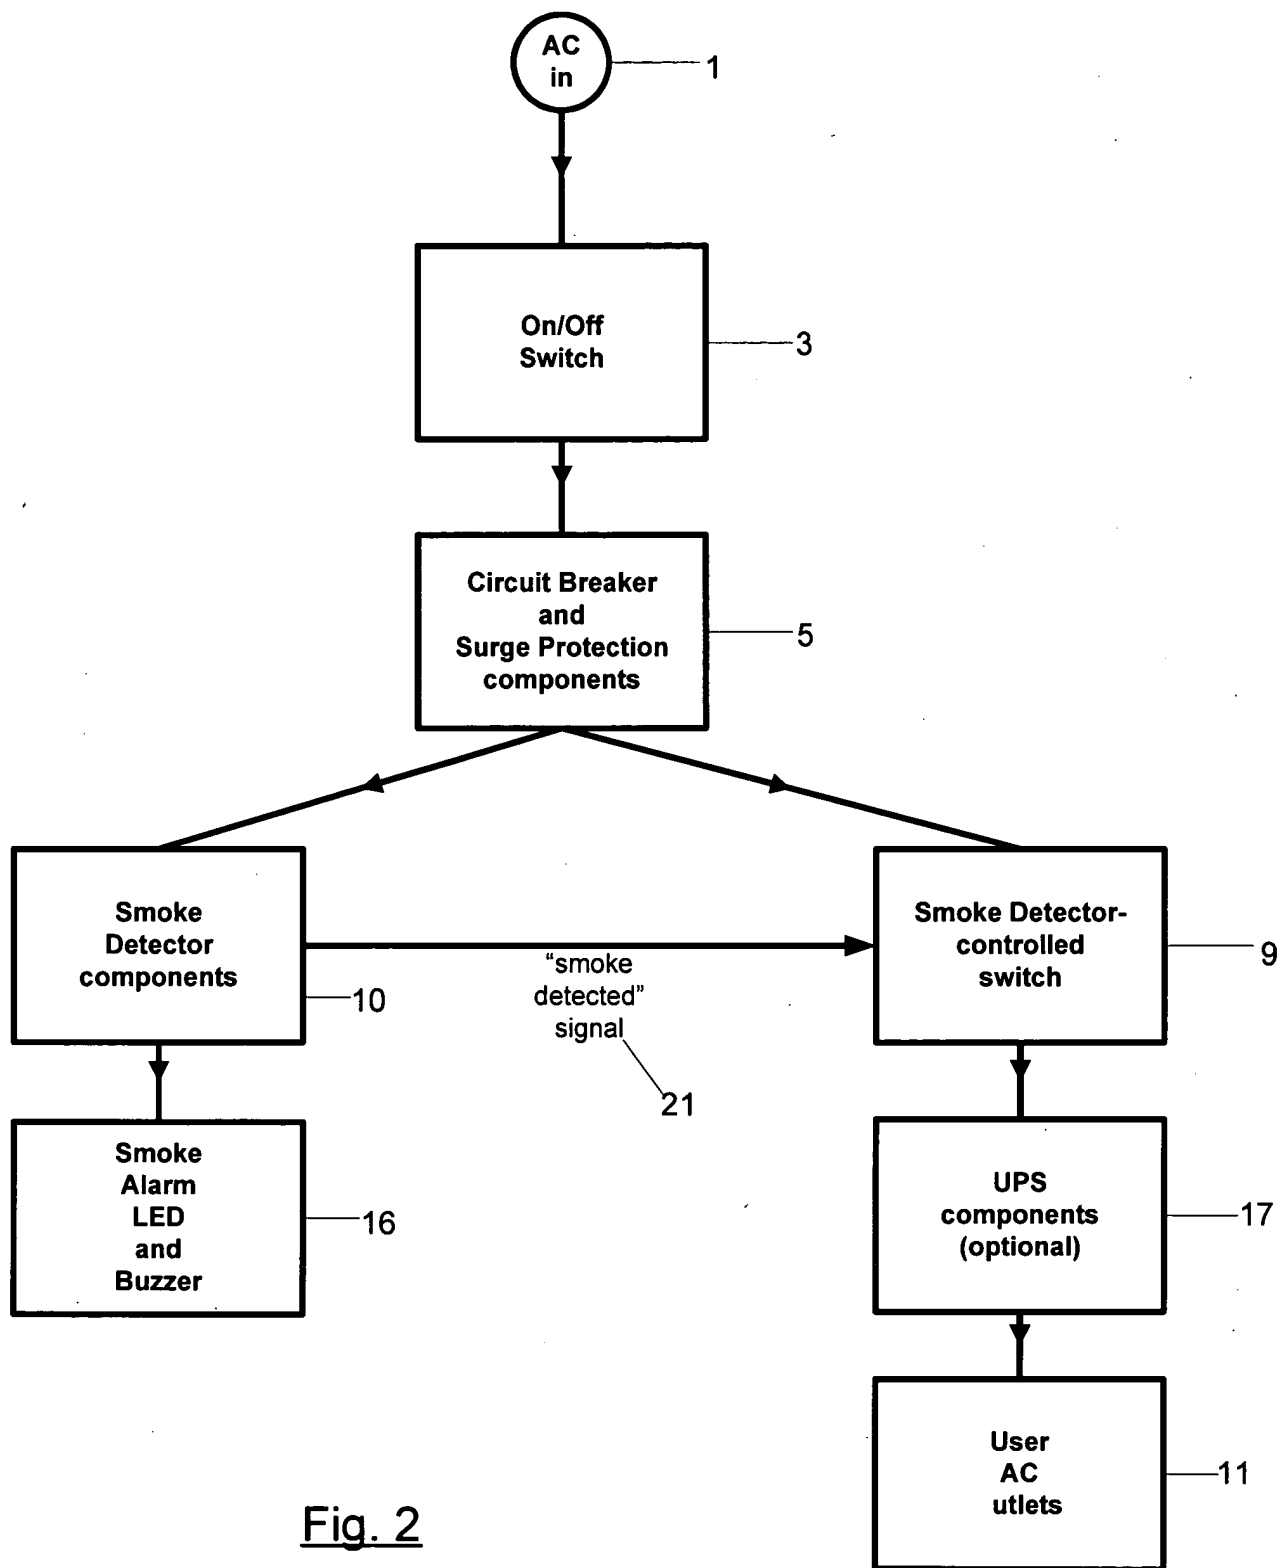 AC
in
1
On/Off
Switch
3
Circuit Breaker
and
Surge Protection
components
5
Smoke
Detector
components
10
“smoke
detected”
signal
21
Smoke Detector-
controlled
switch
9
Smoke
Alarm
LED
and
Buzzer
16
UPS
components
(optional)
17
User
AC
utlets
11
Fig. 2